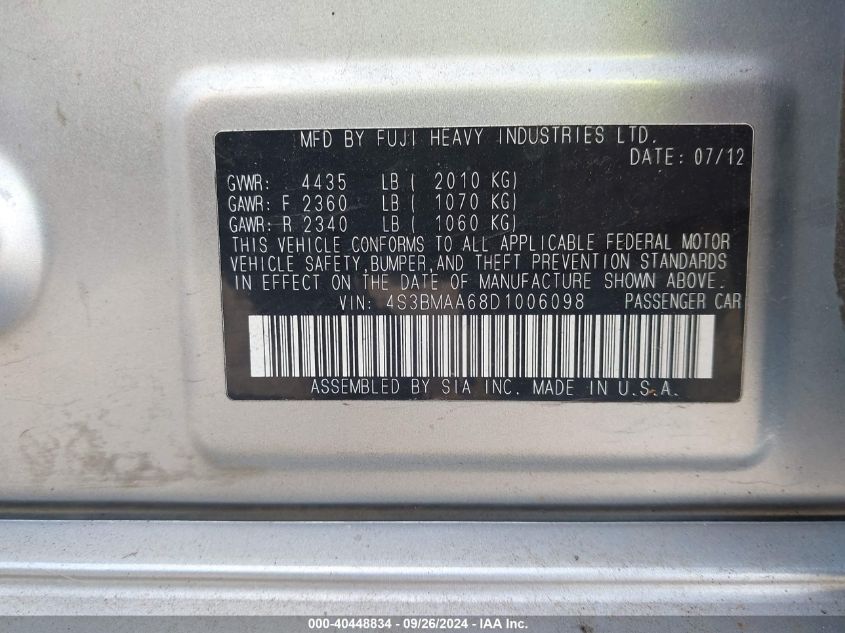 MFD BY FUJI HEAVY INDUSTRIES LTD.
DATE: 07/12
GVWR: 4435 LB ( 2010 KG)
GAWR: F 2360 LB ( 1070 KG)
GAWR: R 2340 LB ( 1060 KG)
THIS VEHICLE CONFORMS TO ALL APPLICABLE FEDERAL MOTOR
VEHICLE SAFETY,BUMPER,AND THEFT PREVENTION STANDARDS
IN EFFECT ON THE DATE OF MANUFACTURE SHOWN ABOVE.
VIN: 4S3BMAA68D1006098 PASSENGER CAR
ASSEMBLED BY SIA INC. MADE IN U.S.A.
000-40448834 - 09/26/2024 - IAA Inc.